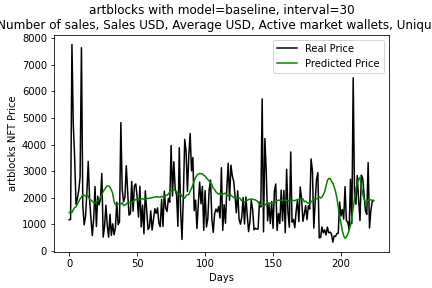 artblocks with model=baseline, interval=30
Number of sales, Sales USD, Average USD, Active market wallets,
8000
7000
6000
5000
4000
3000
2000
1000
0
artblocks NFT Price
Real Price
Predicted Price
0
50
100
150
200
Days